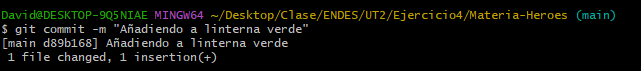 David@DESKTOP-9Q5NIAE MINGW64 ~/Desktop/Clase/ENDES/UT2/Ejercicio4/Materia-Heroes (main)
$ git commit -m "Añadiendo a linterna verde"
[main d89b168] Añadiendo a linterna verde
 1 file changed, 1 insertion(+)